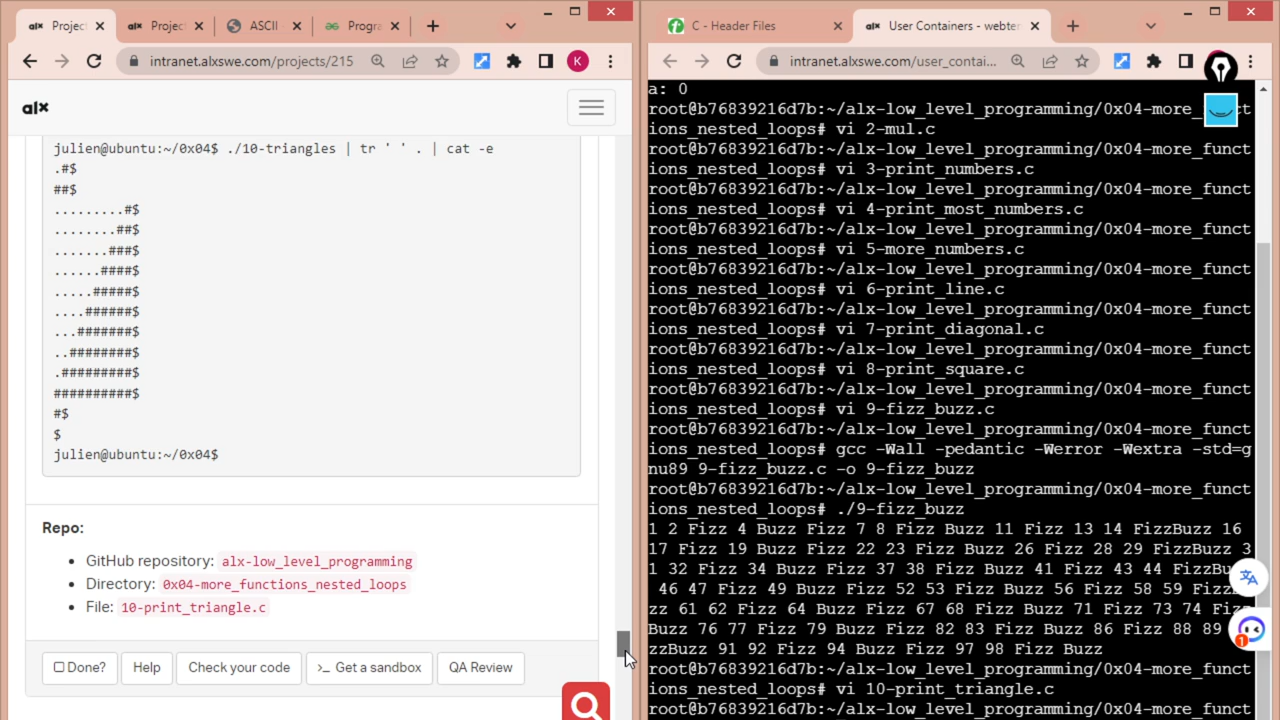 Project
Project
ASCII
Progra
C - Header Files
User Containers - webter
intranet.alxswe.com/projects/215
K
intranet.alxswe.com/user_contai...
alx
julien@ubuntu:~/0x04$ ./10-triangles | tr ' ' . | cat -e
.#$
##$
.........#$
........##$
.......###$
......####$
.....#####$
....######$
...#######$
..########$
.#########$
##########$
#$
$
julien@ubuntu:~/0x04$
Repo:
GitHub repository: alx-low_level_programming
Directory: 0x04-more_functions_nested_loops
File: 10-print_triangle.c
Done?
Help
Check your code
>_ Get a sandbox
QA Review
a: 0
root@b76839216d7b:~/alx-low_level_programming/0x04-more_funct
ions_nested_loops# vi 2-mul.c
root@b76839216d7b:~/alx-low_level_programming/0x04-more_funct
ions_nested_loops# vi 3-print_numbers.c
root@b76839216d7b:~/alx-low_level_programming/0x04-more_funct
ions_nested_loops# vi 4-print_most_numbers.c
root@b76839216d7b:~/alx-low_level_programming/0x04-more_funct
ions_nested_loops# vi 5-more_numbers.c
root@b76839216d7b:~/alx-low_level_programming/0x04-more_funct
ions_nested_loops# vi 6-print_line.c
root@b76839216d7b:~/alx-low_level_programming/0x04-more_funct
ions_nested_loops# vi 7-print_diagonal.c
root@b76839216d7b:~/alx-low_level_programming/0x04-more_funct
ions_nested_loops# vi 8-print_square.c
root@b76839216d7b:~/alx-low_level_programming/0x04-more_funct
ions_nested_loops# vi 9-fizz_buzz.c
root@b76839216d7b:~/alx-low_level_programming/0x04-more_funct
ions_nested_loops# gcc -Wall -pedantic -Werror -Wextra -std=g
nu89 9-fizz_buzz.c -o 9-fizz_buzz
root@b76839216d7b:~/alx-low_level_programming/0x04-more_funct
ions_nested_loops# ./9-fizz_buzz
1 2 Fizz 4 Buzz Fizz 7 8 Fizz Buzz 11 Fizz 13 14 FizzBuzz 16
17 Fizz 19 Buzz Fizz 22 23 Fizz Buzz 26 Fizz 28 29 FizzBuzz 3
1 32 Fizz 34 Buzz Fizz 37 38 Fizz Buzz 41 Fizz 43 44 FizzBu
46 47 Fizz 49 Buzz Fizz 52 53 Fizz Buzz 56 Fizz 58 59 Fizz
zz 61 62 Fizz 64 Buzz Fizz 67 68 Fizz Buzz 71 Fizz 73 74 Fizz
Buzz 76 77 Fizz 79 Buzz Fizz 82 83 Fizz Buzz 86 Fizz 88 89
zzBuzz 91 92 Fizz 94 Buzz Fizz 97 98 Fizz Buzz
root@b76839216d7b:~/alx-low_level_programming/0x04-more_funct
ions_nested_loops# vi 10-print_triangle.c
root@b76839216d7b:~/alx-low_level_programming/0x04-more_funct
1